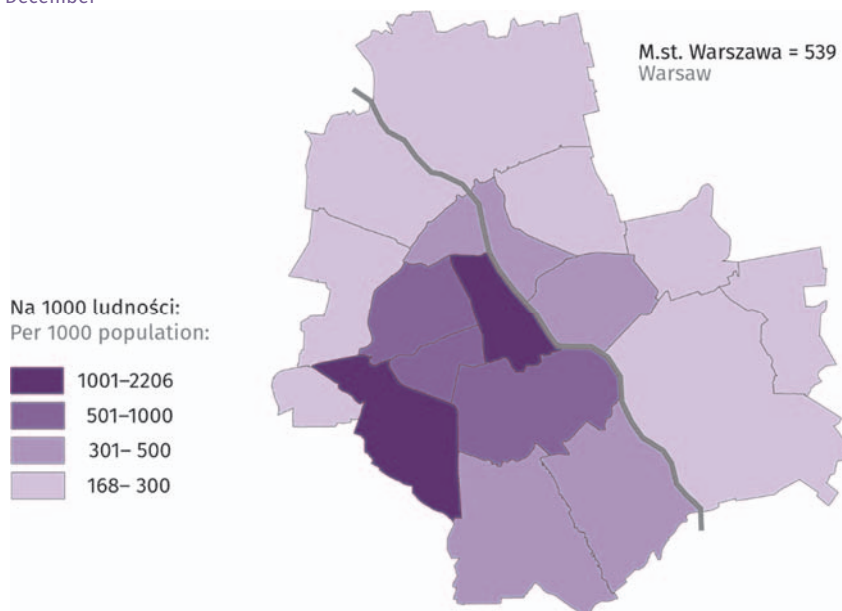 December
M.st. Warszawa = 539
Warsaw
Na 1000 ludności:
Per 1000 population:
1001–2206
501–1000
301– 500
168– 300